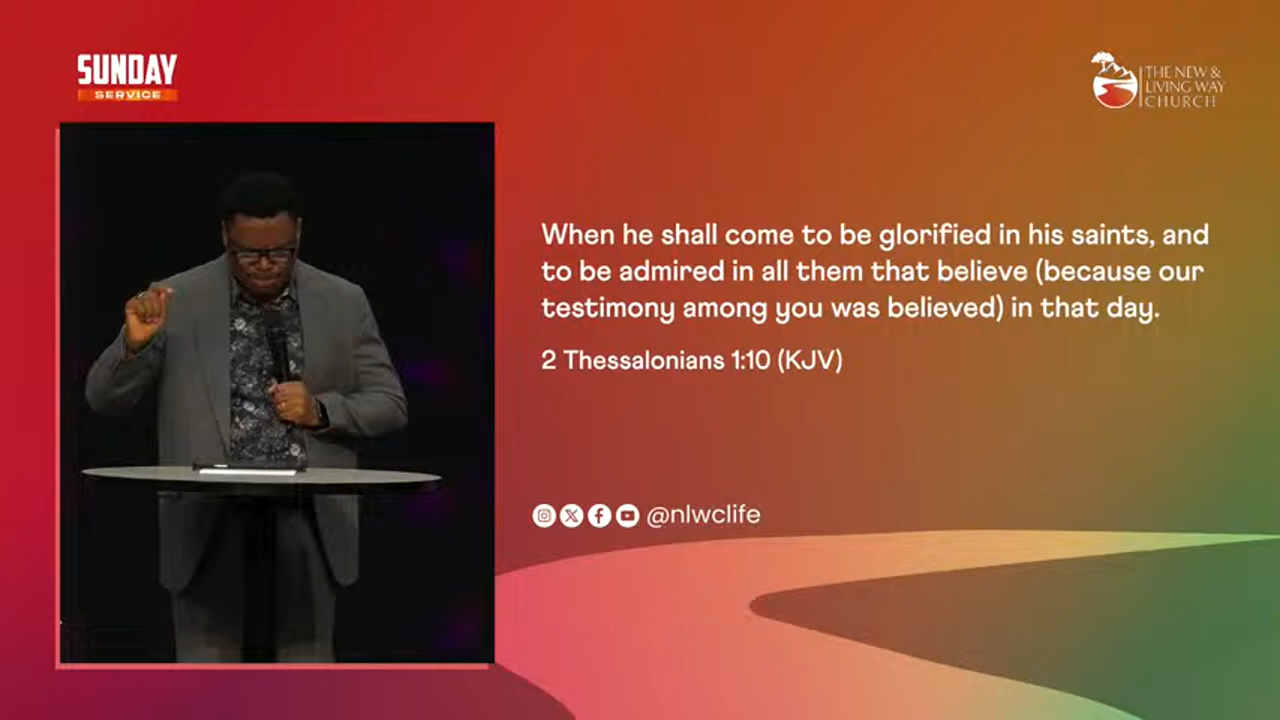 SUNDAY
SERVICE
THE NEW &
LIVING WAY
CHURCH
When he shall come to be glorified in his saints, and
to be admired in all them that believe (because our
testimony among you was believed) in that day.
2 Thessalonians 1:10 (KJV)
@nlwclife